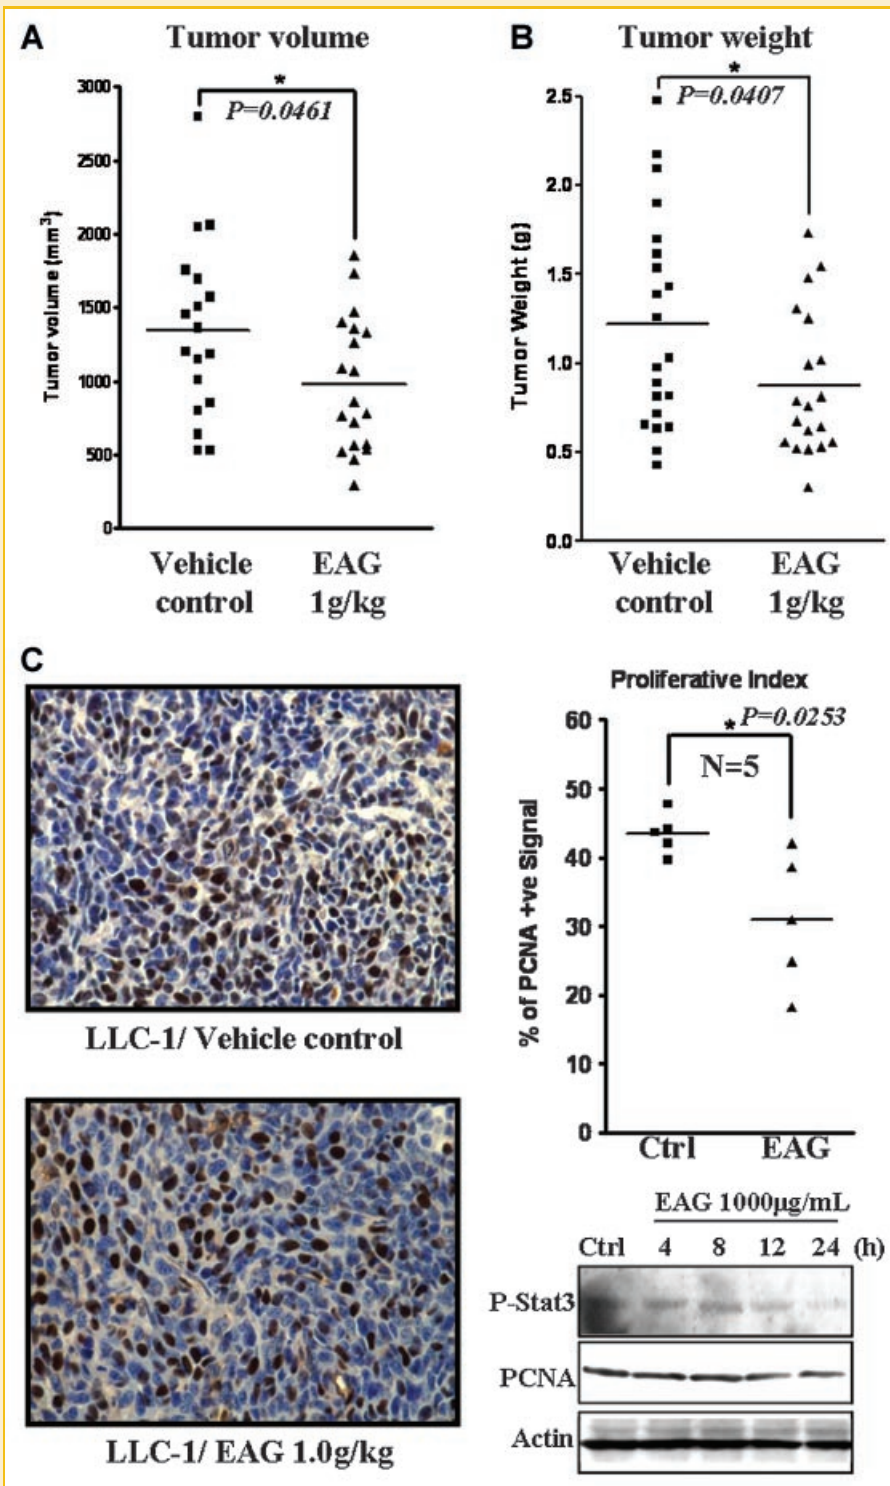 A
Tumor volume
*
P=0.0461
3000
2500
2000
1500
1000
500
0
Tumor volume (mm³)
Vehicle control
EAG 1g/kg
B
Tumor weight
*
P=0.0407
2.5
2.0
1.5
1.0
0.5
0.0
Tumor Weight (g)
Vehicle control
EAG 1g/kg
C
LLC-1/ Vehicle control
LLC-1/ EAG 1.0g/kg
Proliferative Index
* P=0.0253
N=5
60
50
40
30
20
10
0
% of PCNA +ve Signal
Ctrl EAG
EAG 1000µg/mL
Ctrl 4 8 12 24 (h)
P-Stat3
PCNA
Actin